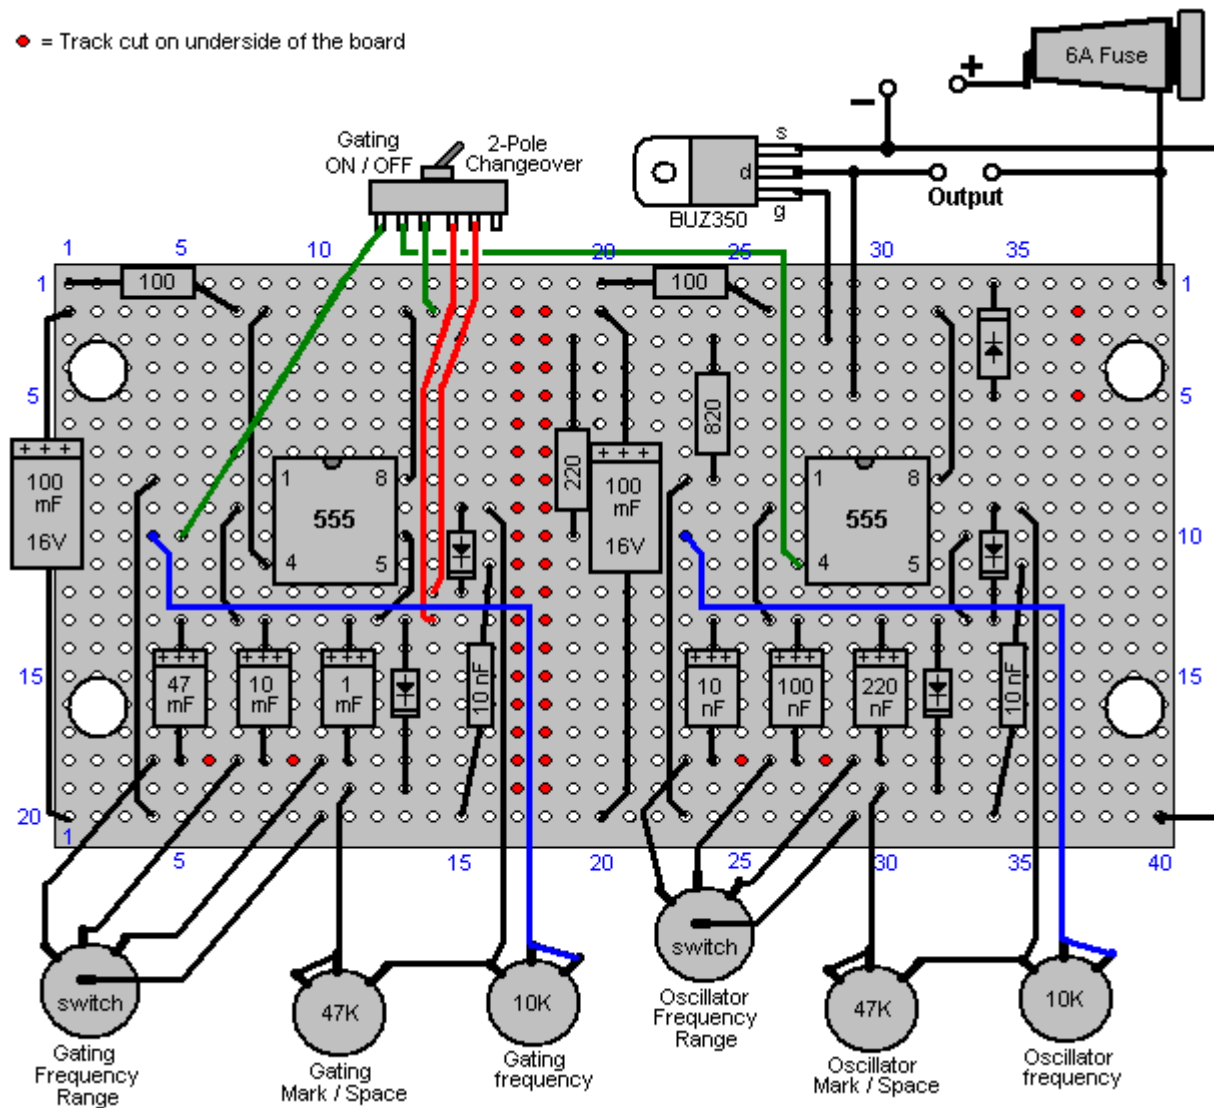 = Track cut on underside of the board
6A Fuse
+
−
Gating
ON / OFF
2-Pole
Changeover
s
d
g
BUZ350
Output
1
5
10
20
25
30
35
1
100
100
1
5
5
+ + +
100
mF
16V
1
8
555
4
5
220
+ + +
100
mF
16V
820
1
8
555
4
5
10
10
15
15
+++
47
mF
+++
10
mF
+++
1
mF
10 nF
+++
10
nF
+++
100
nF
+++
220
nF
10 nF
20
1
5
15
20
25
30
35
40
switch
47K
10K
switch
47K
10K
Gating
Frequency
Range
Gating
Mark / Space
Gating
frequency
Oscillator
Frequency
Range
Oscillator
Mark / Space
Oscillator
frequency